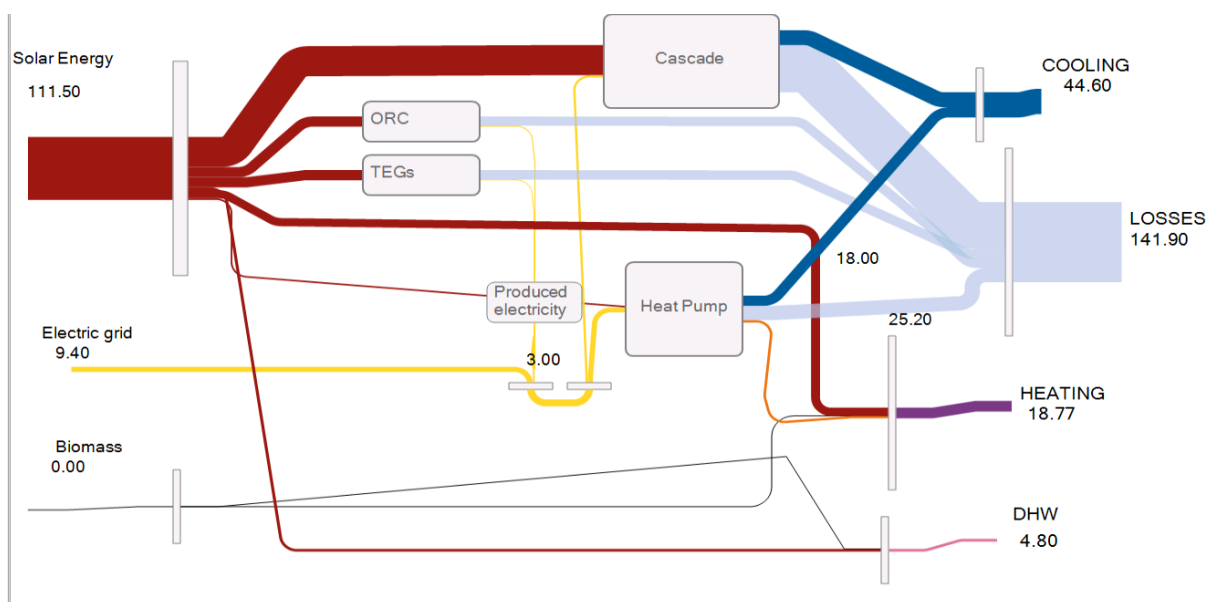 Solar Energy
111.50
Cascade
COOLING
44.60
ORC
TEGs
LOSSES
141.90
18.00
Produced
electricity
Heat Pump
25.20
Electric grid
9.40
3.00
HEATING
18.77
Biomass
0.00
DHW
4.80